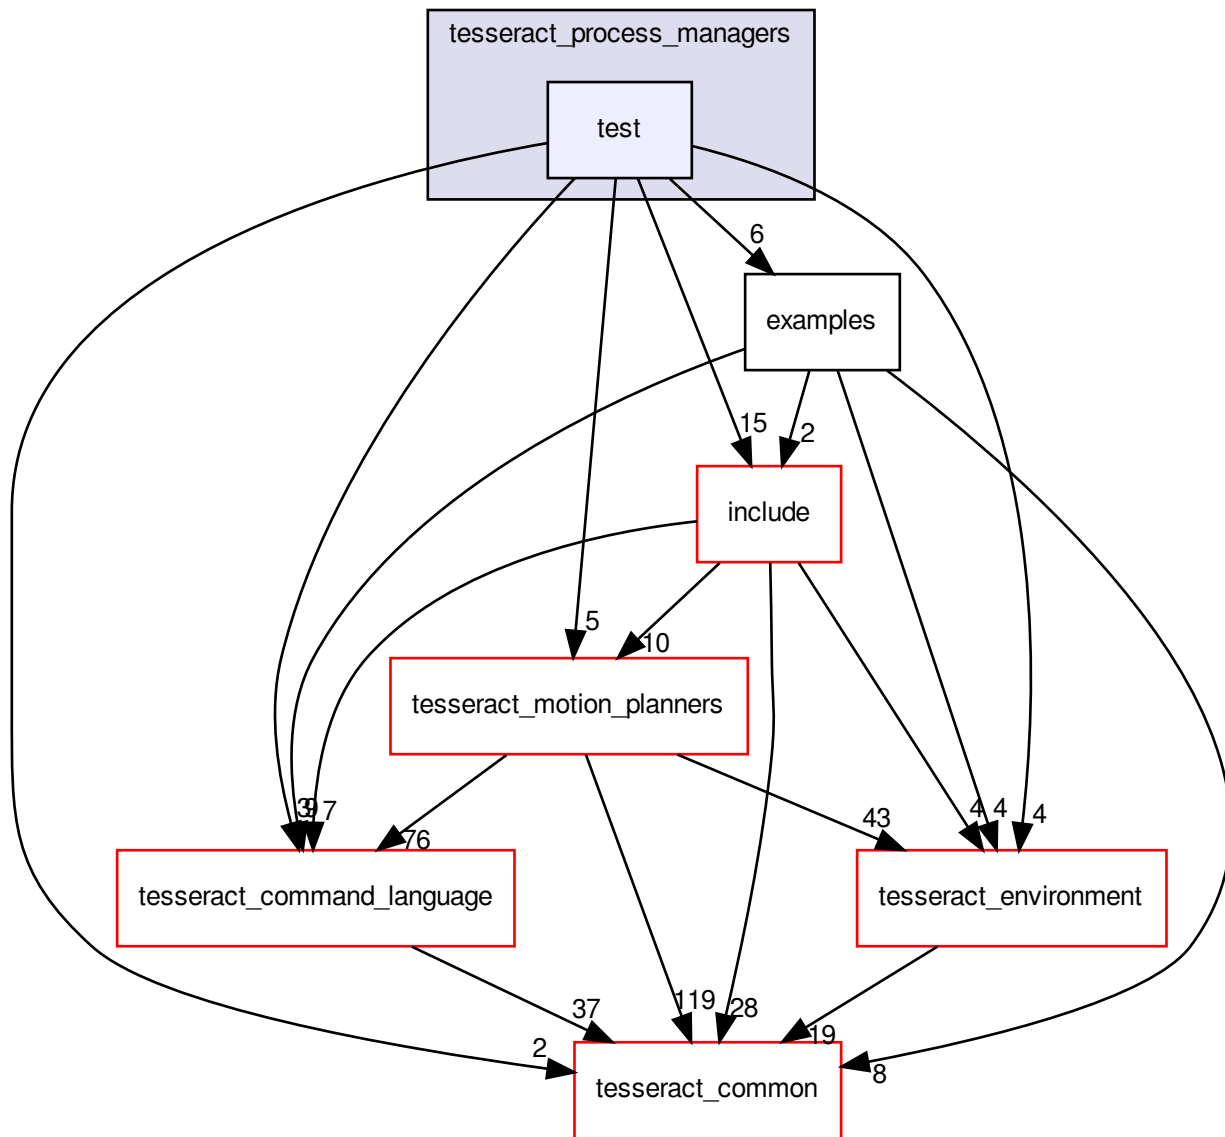 tesseract_process_managers
test
6
examples
15
2
include
5
10
tesseract_motion_planners
3
9
7
76
43
4
4
4
tesseract_command_language
tesseract_environment
37
119
28
19
2
8
tesseract_common